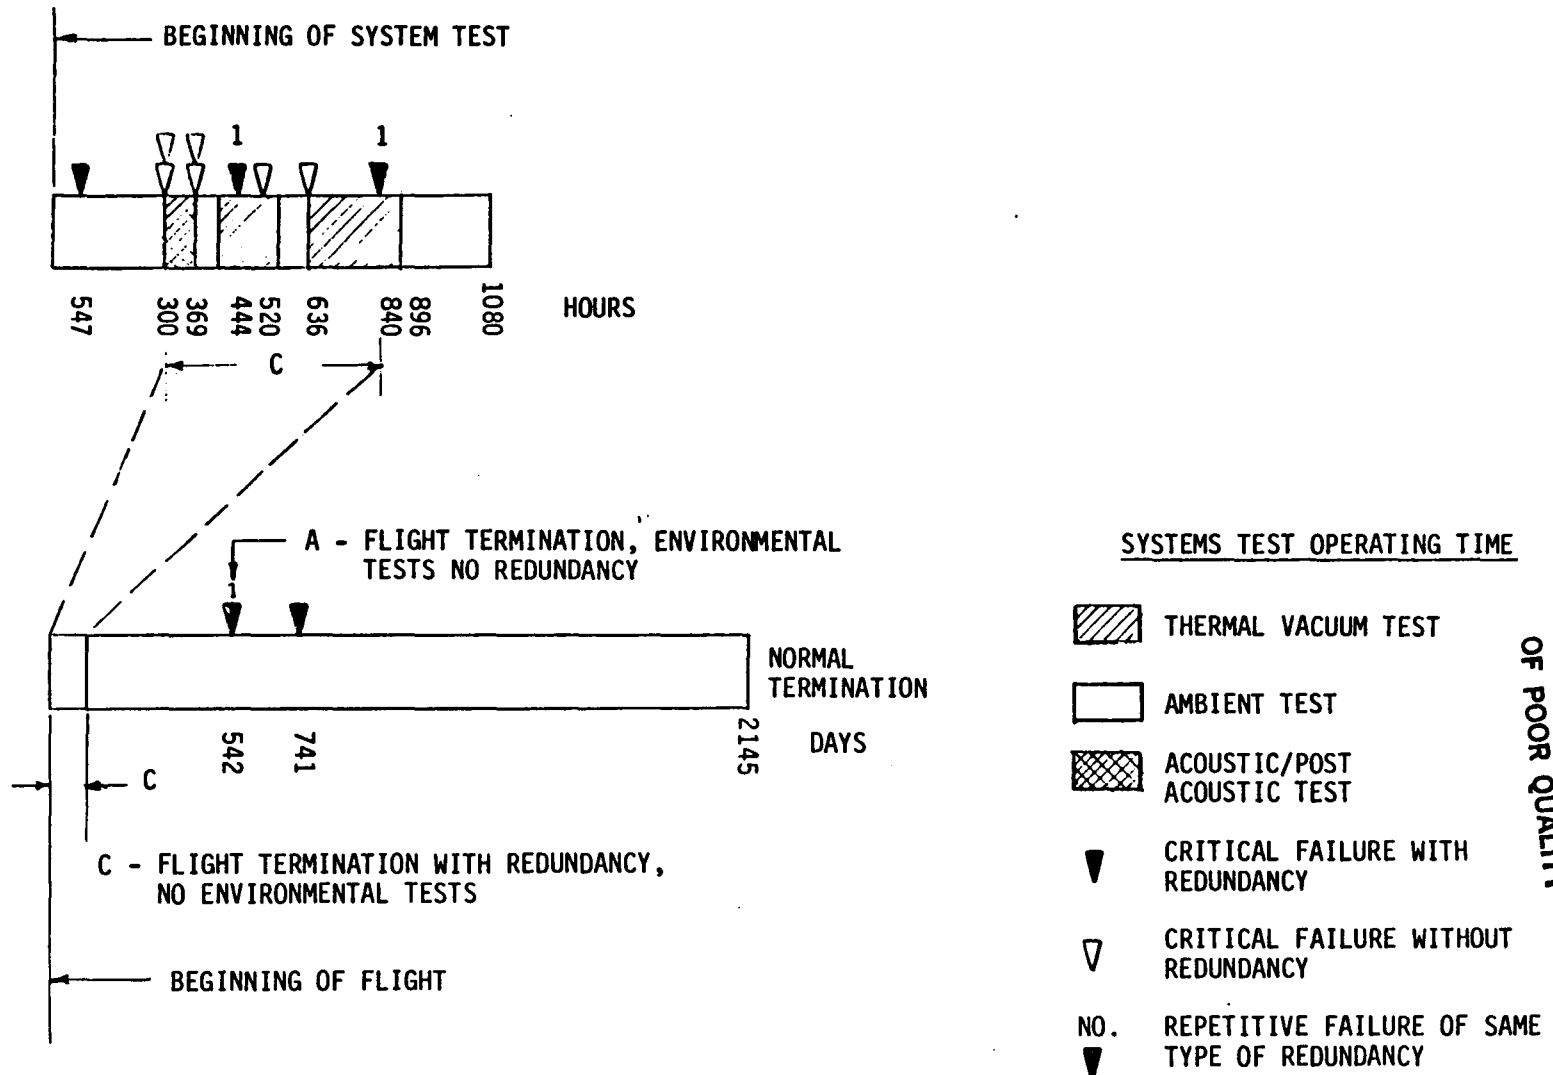 BEGINNING OF SYSTEM TEST
1 1
547 300 369 444 520 636 840 896 1080 HOURS
C
A - FLIGHT TERMINATION, ENVIRONMENTAL
TESTS NO REDUNDANCY
1
NORMAL
TERMINATION
542 741 2145 DAYS
C
C - FLIGHT TERMINATION WITH REDUNDANCY,
NO ENVIRONMENTAL TESTS
BEGINNING OF FLIGHT
SYSTEMS TEST OPERATING TIME
THERMAL VACUUM TEST
AMBIENT TEST
ACOUSTIC/POST
ACOUSTIC TEST
CRITICAL FAILURE WITH
REDUNDANCY
CRITICAL FAILURE WITHOUT
REDUNDANCY
NO. REPETITIVE FAILURE OF SAME
TYPE OF REDUNDANCY
OF POOR QUALITY